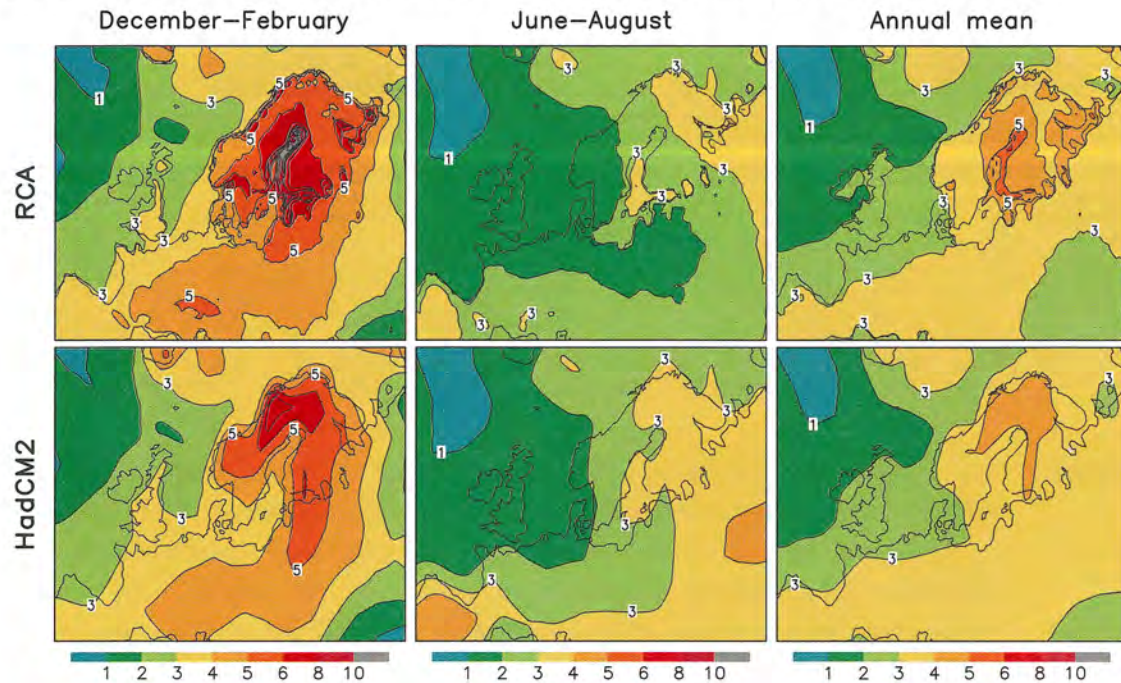 December–February June–August Annual mean
RCA
1 3 5 5 5 5 5 5 3 3 3 5 5
3 1 3 3 3 3 3
3 1 5 3 5 3 3 3
HadCM2
3 5 5 5 3 5 3
1 3 3 3 3
1 3 3 3
1 2 3 4 5 6 8 10 1 2 3 4 5 6 8 10 1 2 3 4 5 6 8 10